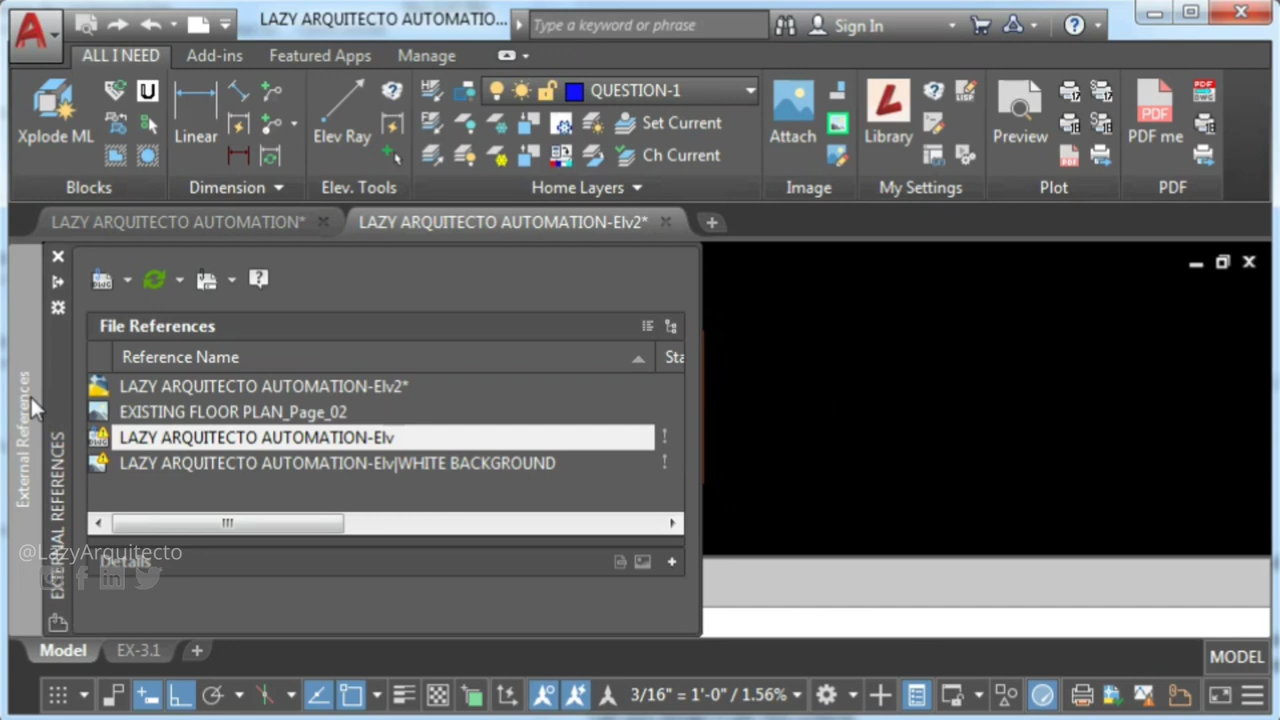 LAZY ARQUITECTO AUTOMATIO...
Type a keyword or phrase
Sign In
ALL I NEED
Add-ins
Featured Apps
Manage
Xplode ML
Linear
Elev Ray
QUESTION-1
Set Current
Ch Current
Attach
Library
Preview
PDF me
Blocks
Dimension
Elev. Tools
Home Layers
Image
My Settings
Plot
PDF
LAZY ARQUITECTO AUTOMATION*
LAZY ARQUITECTO AUTOMATION-Elv2*
External References
EXTERNAL REFERENCES
File References
Reference Name
Sta
LAZY ARQUITECTO AUTOMATION-Elv2*
EXISTING FLOOR PLAN_Page_02
LAZY ARQUITECTO AUTOMATION-Elv
LAZY ARQUITECTO AUTOMATION-Elv|WHITE BACKGROUND
@LazyArquitecto
Details
Model
EX-3.1
MODEL
3/16" = 1'-0" / 1.56%